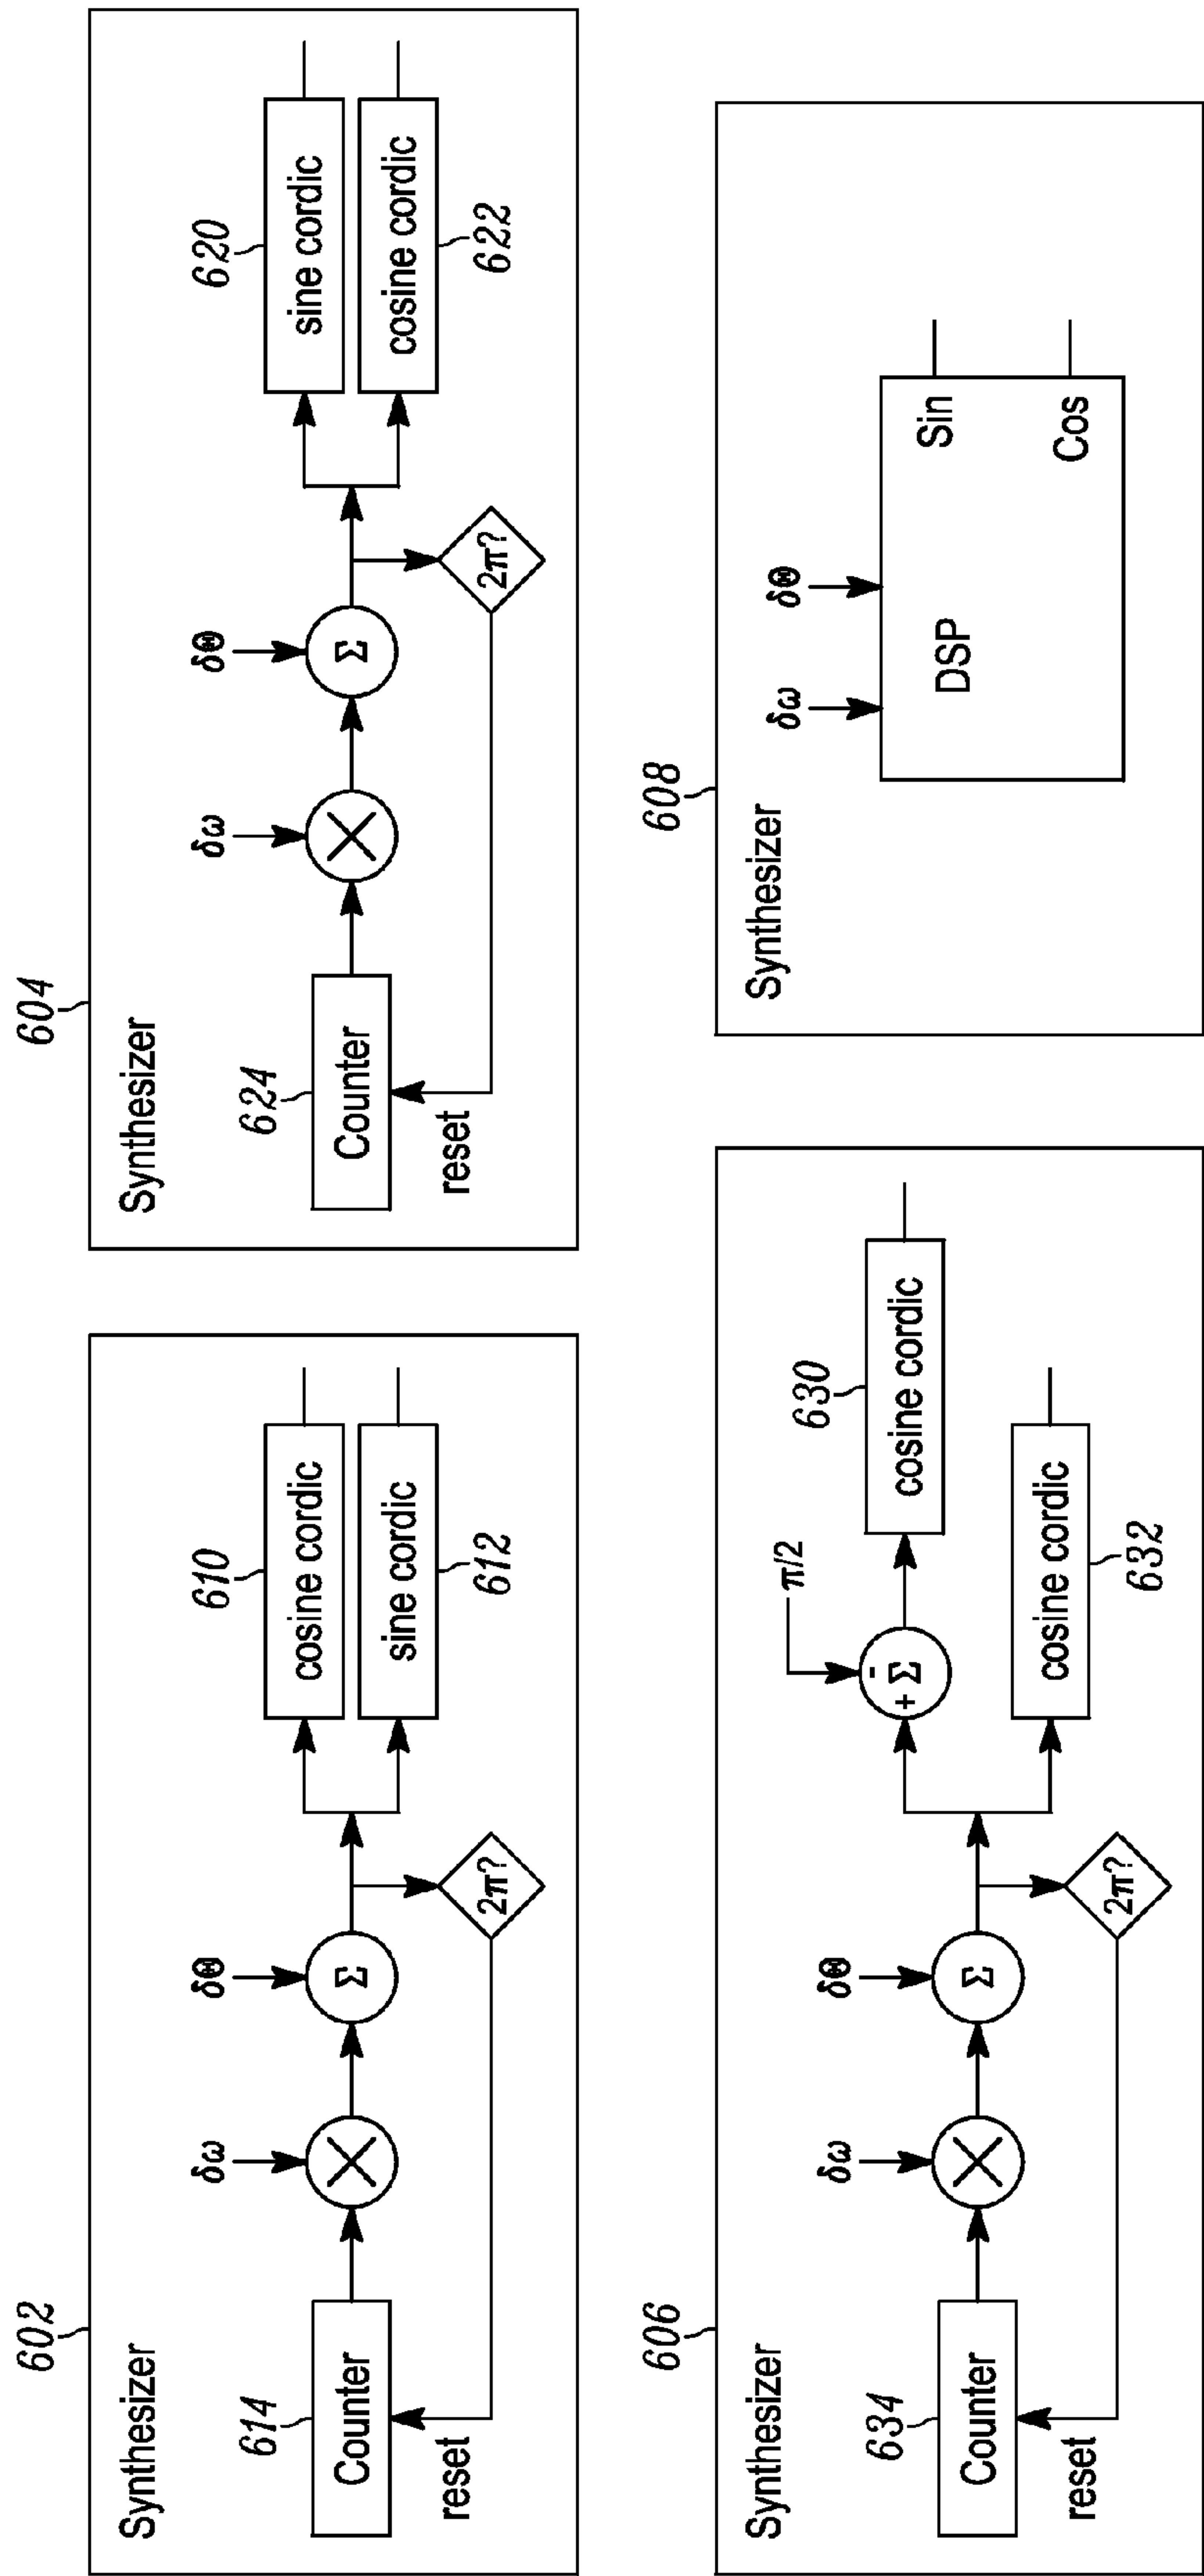 602
Synthesizer
614
Counter
reset
δω
δΘ
Σ
2π?
610
cosine cordic
sine cordic
612
604
Synthesizer
624
Counter
reset
δω
δΘ
Σ
2π?
620
sine cordic
cosine cordic
622
606
Synthesizer
634
Counter
reset
δω
δΘ
Σ
2π?
π/2
-
+ Σ
630
cosine cordic
cosine cordic
632
608
Synthesizer
δω
δΘ
DSP
Sin
Cos